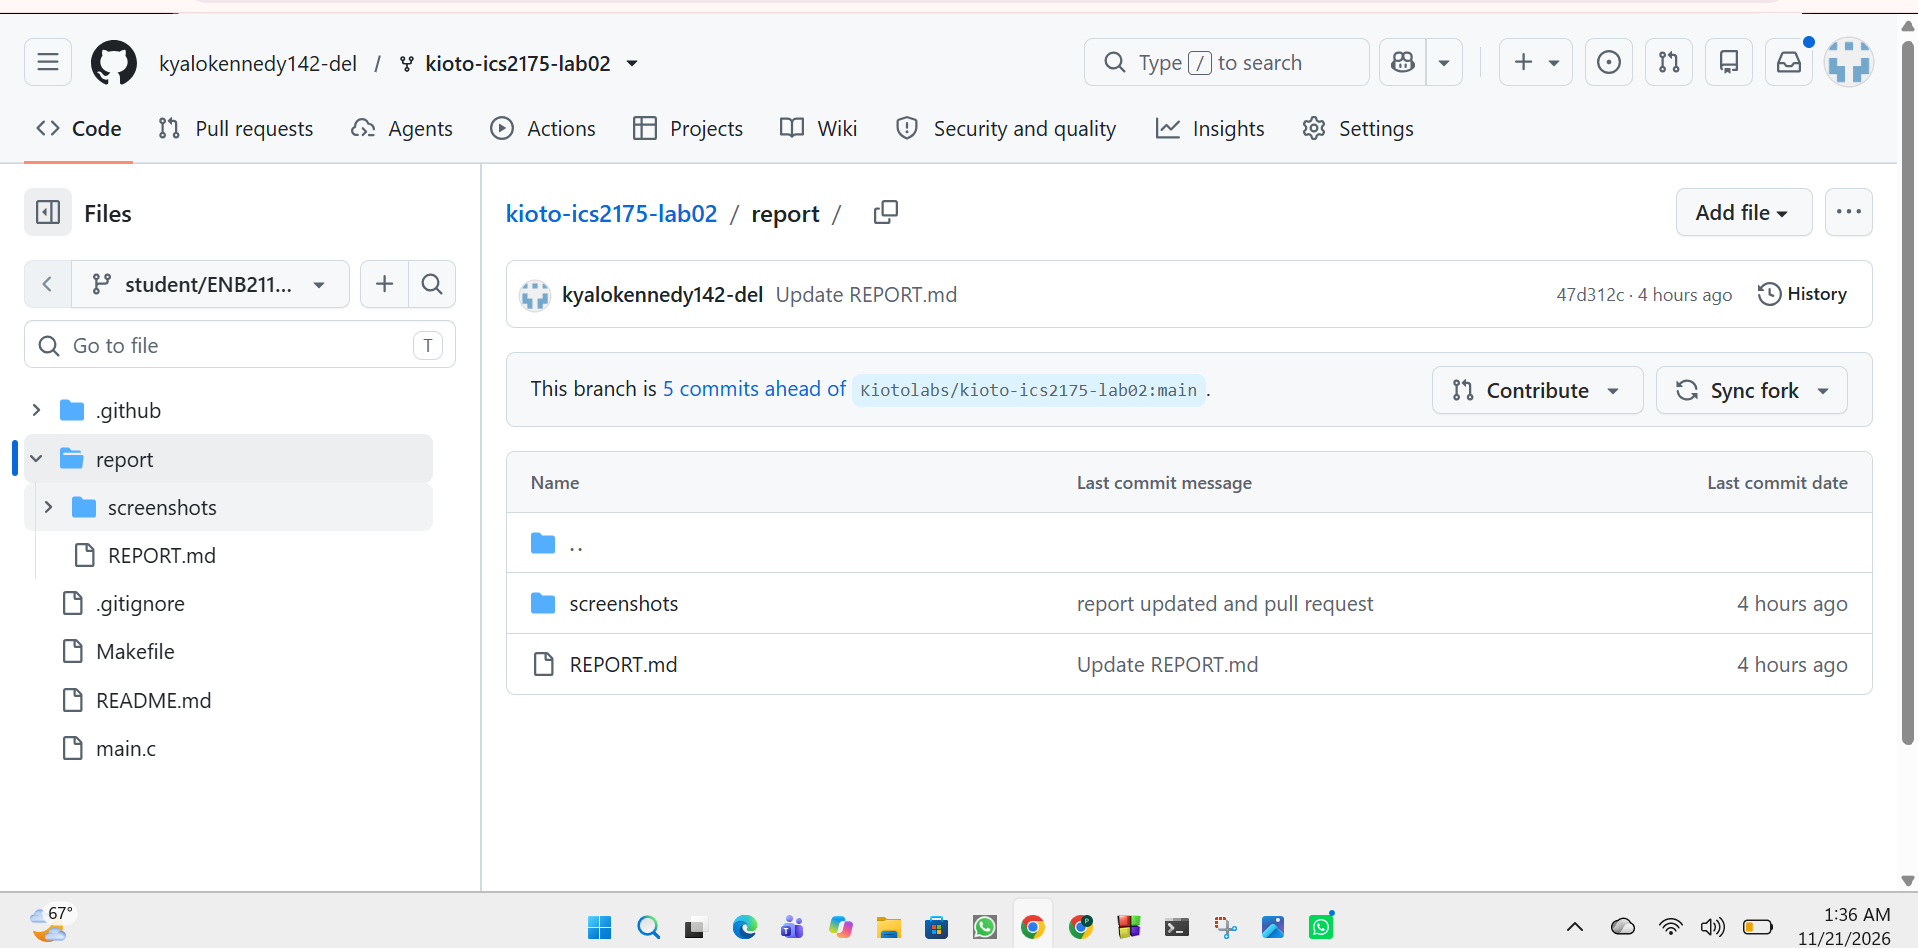 kyalokennedy142-del / kioto-ics2175-lab02
Type / to search
Code Pull requests Agents Actions Projects Wiki Security and quality Insights Settings
Files
student/ENB211...
Go to file T
.github
report
screenshots
REPORT.md
.gitignore
Makefile
README.md
main.c
kioto-ics2175-lab02 / report /
Add file
kyalokennedy142-del Update REPORT.md
47d312c · 4 hours ago History
This branch is 5 commits ahead of Kiotolabs/kioto-ics2175-lab02:main.
Contribute
Sync fork
Name Last commit message Last commit date
..
screenshots report updated and pull request 4 hours ago
REPORT.md Update REPORT.md 4 hours ago
67°
1:36 AM
11/21/2026